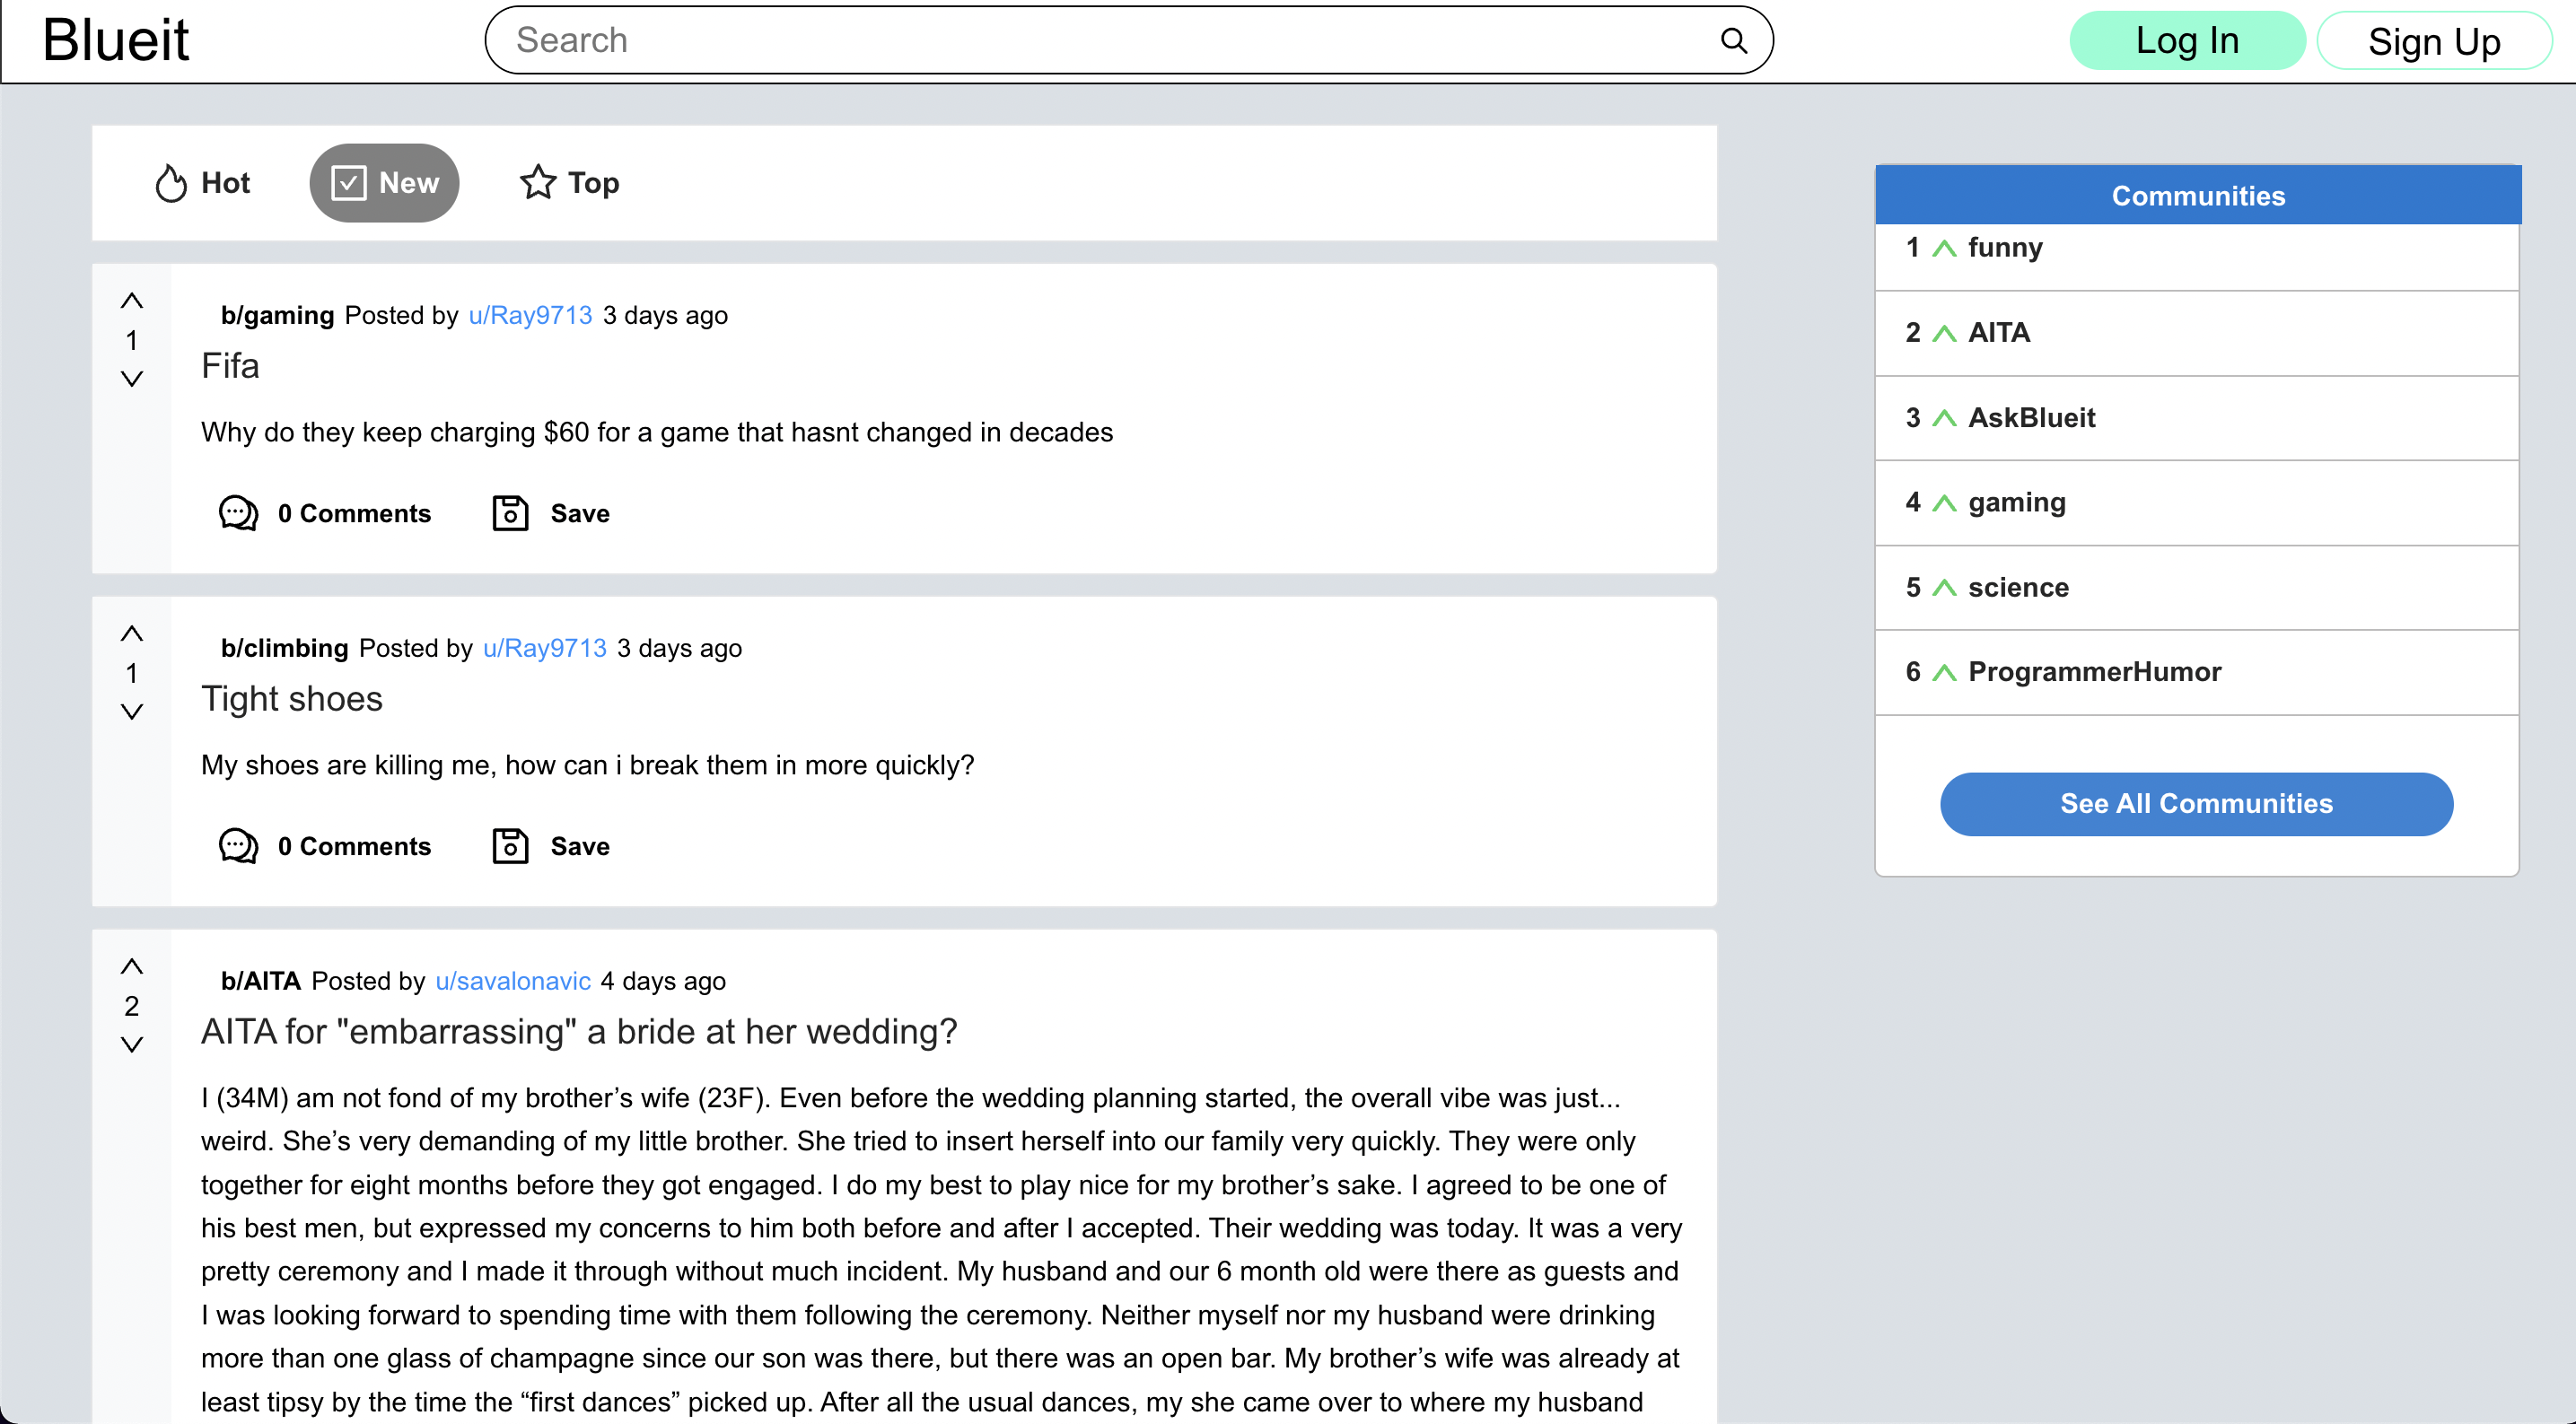 Blueit
Search
Log In
Sign Up
Hot
New
Top
b/gaming Posted by u/Ray9713 3 days ago
1
Fifa
Why do they keep charging $60 for a game that hasnt changed in decades
0 Comments
Save
b/climbing Posted by u/Ray9713 3 days ago
1
Tight shoes
My shoes are killing me, how can i break them in more quickly?
0 Comments
Save
b/AITA Posted by u/savalonavic 4 days ago
2
AITA for "embarrassing" a bride at her wedding?
I (34M) am not fond of my brother’s wife (23F). Even before the wedding planning started, the overall vibe was just...
weird. She’s very demanding of my little brother. She tried to insert herself into our family very quickly. They were only
together for eight months before they got engaged. I do my best to play nice for my brother’s sake. I agreed to be one of
his best men, but expressed my concerns to him both before and after I accepted. Their wedding was today. It was a very
pretty ceremony and I made it through without much incident. My husband and our 6 month old were there as guests and
I was looking forward to spending time with them following the ceremony. Neither myself nor my husband were drinking
more than one glass of champagne since our son was there, but there was an open bar. My brother’s wife was already at
least tipsy by the time the “first dances” picked up. After all the usual dances, my she came over to where my husband
Communities
1 funny
2 AITA
3 AskBlueit
4 gaming
5 science
6 ProgrammerHumor
See All Communities